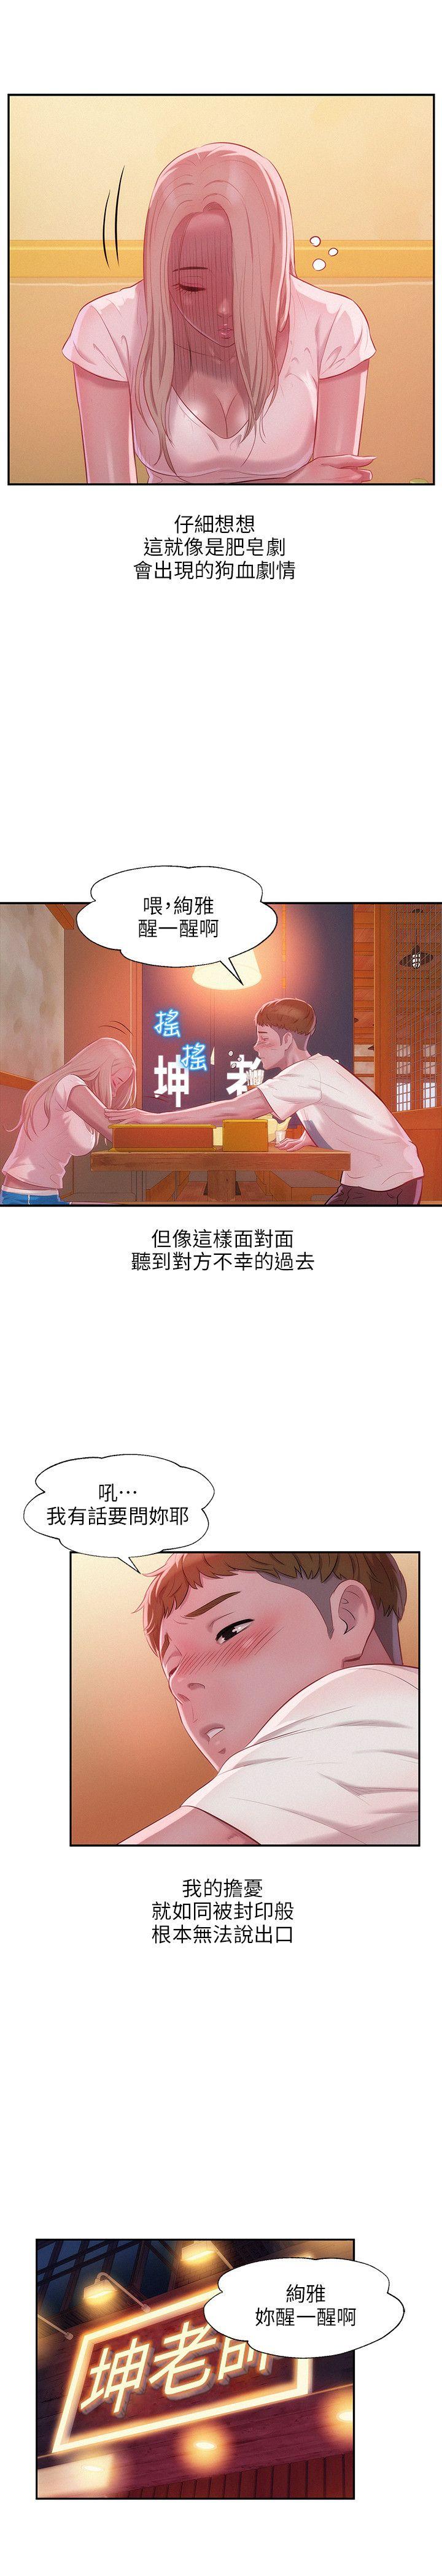 仔細想想
這就像是肥皂劇
會出現的狗血劇情
喂，絢雅
醒一醒啊
搖
搖
坤 老
但像這樣面對面
聽到對方不幸的過去
吼⋯
我有話要問妳耶
我的擔憂
就如同被封印般
根本無法說出口
絢雅
妳醒一醒啊
坤老師